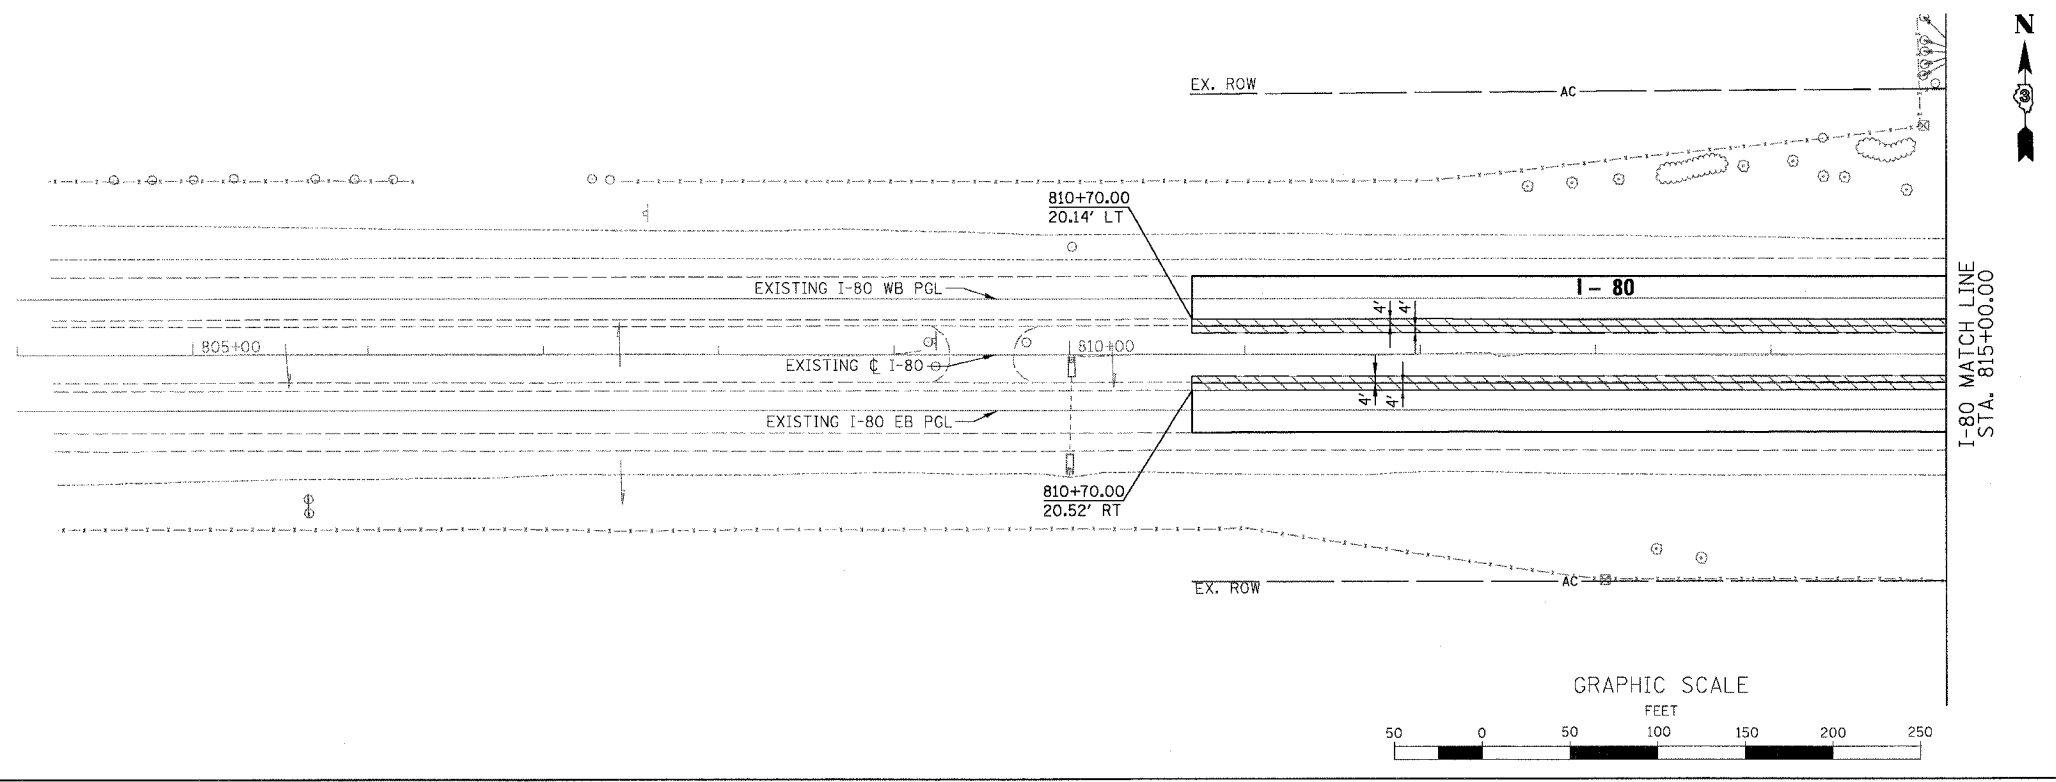 N
3
EX. ROW
AC
810+70.00
20.14' LT
EXISTING I-80 WB PGL
I - 80
4' 4'
805+00
810+00
EXISTING ℄ I-80
4' 4'
EXISTING I-80 EB PGL
810+70.00
20.52' RT
EX. ROW
AC
I-80 MATCH LINE
STA. 815+00.00
GRAPHIC SCALE
FEET
50 0 50 100 150 200 250